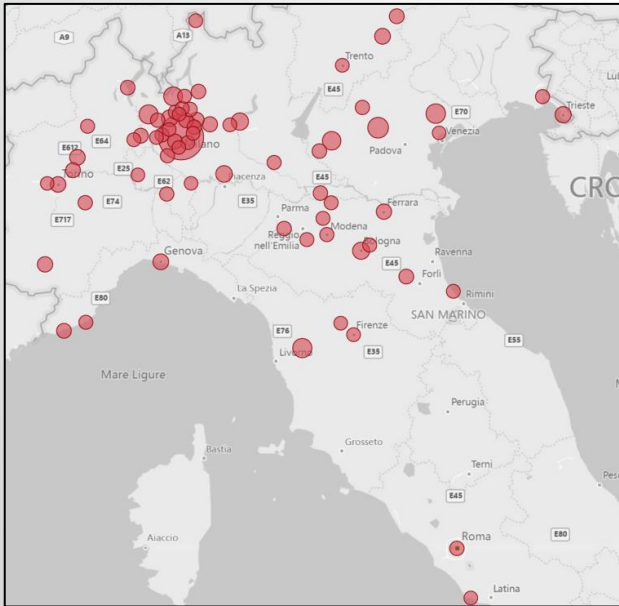 A9
A13
Trento
E45
Lu
E64
E70
Trieste
Venezia
Padova
E612
Torino
E25
E62
Piacenza
E45
CRO
E74
E35
Ferrara
Parma
E717
Reggio
nell'Emilia
Modena
Bologna
Ravenna
Genova
E45
Forlì
E80
La Spezia
Rimini
SAN MARINO
E76
Firenze
E55
Livorno
E35
Mare Ligure
Perugia
Grosseto
Bastia
Terni
Pes
E45
Aiaccio
Roma
E80
Latina